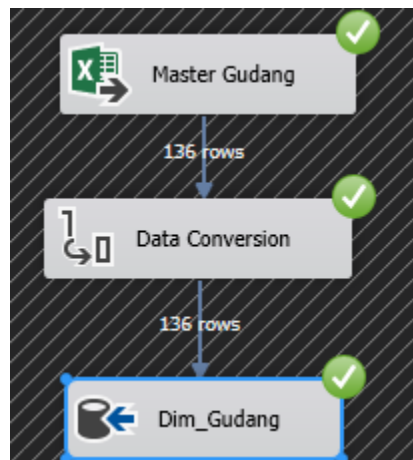 Master Gudang
136 rows
Data Conversion
136 rows
Dim_Gudang